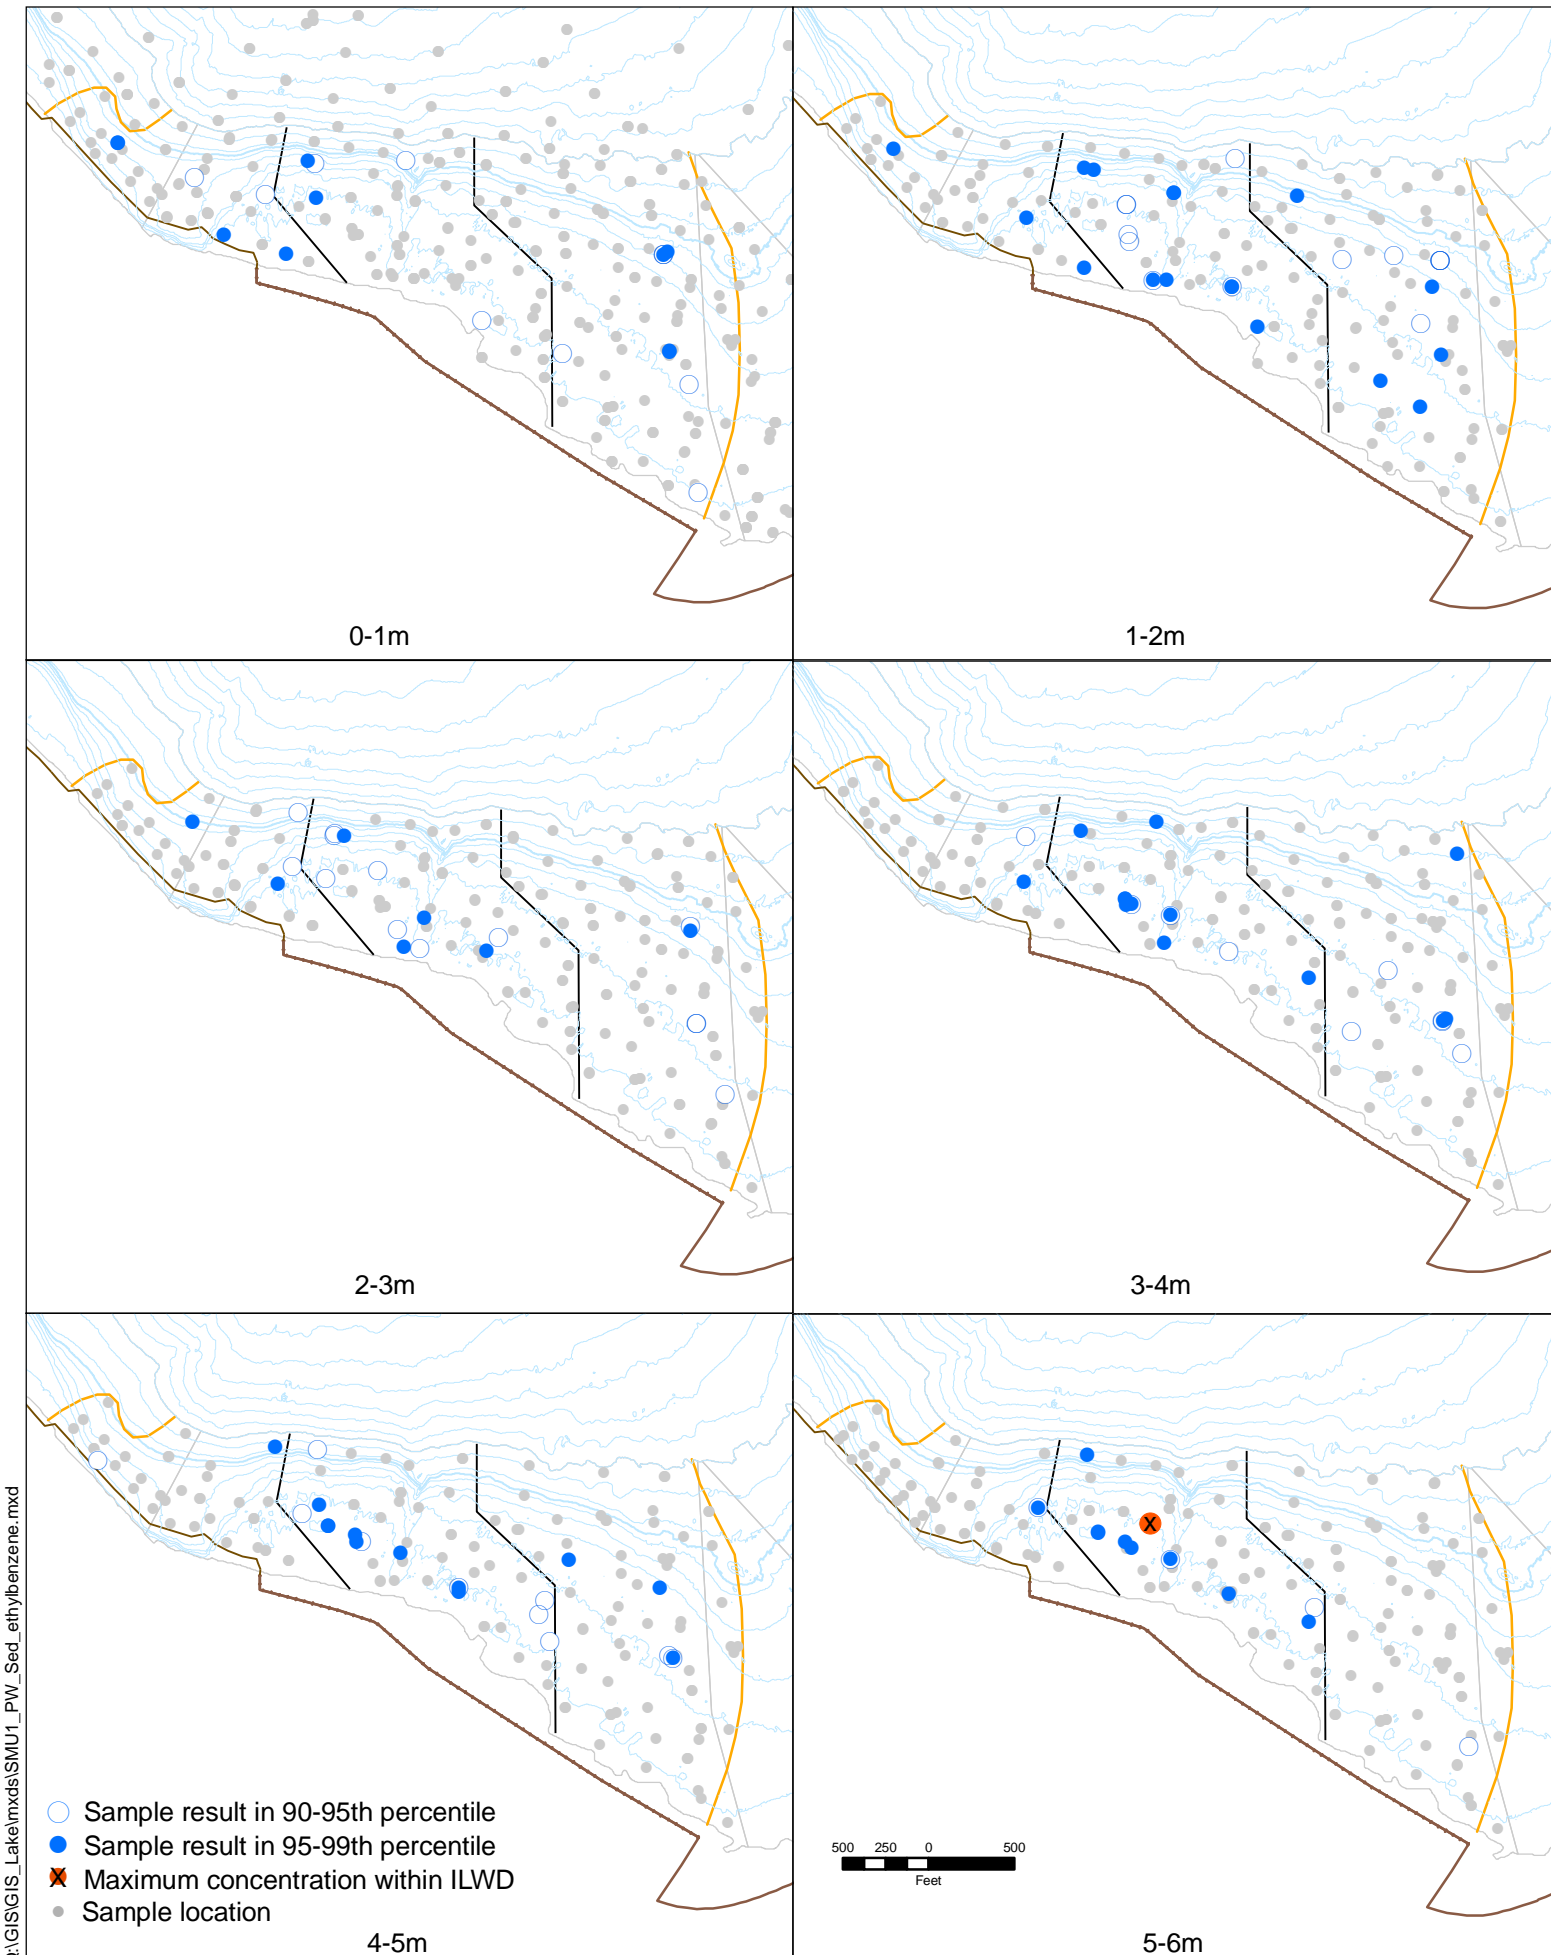 0-1m
1-2m
2-3m
3-4m
Sample result in 90-95th percentile
Sample result in 95-99th percentile
X Maximum concentration within ILWD
Sample location
4-5m
X
500 250 0 500
Feet
5-6m
:\GIS\GIS_Lake\mxds\SMU1_PW_Sed_ethylbenzene.mxd